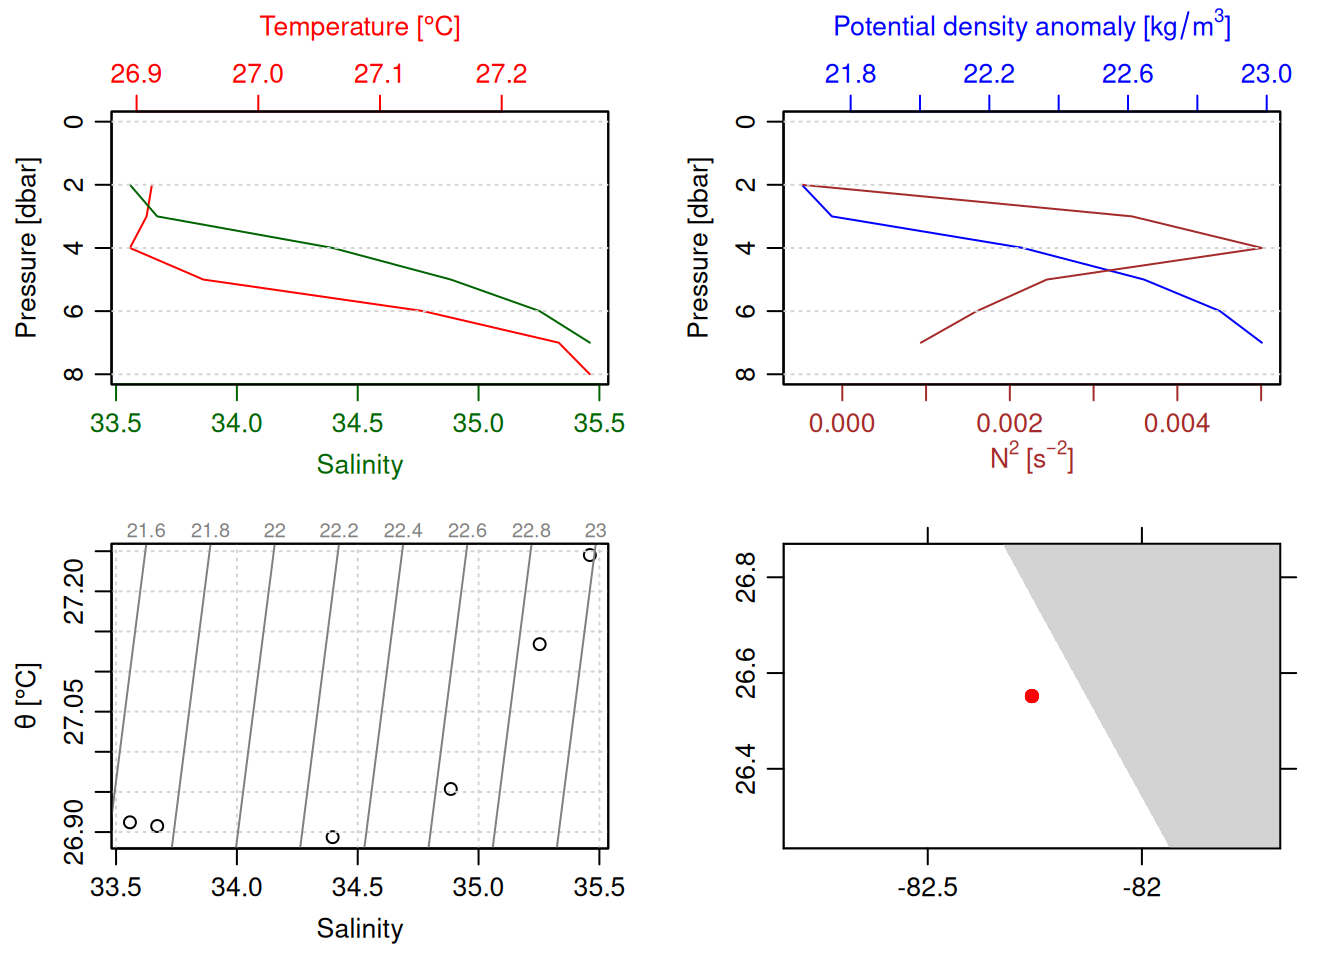 Temperature [°C]
26.9 27.0 27.1 27.2
Pressure [dbar]
0 2 4 6 8
33.5 34.0 34.5 35.0 35.5
Salinity
Potential density anomaly [kg/m³]
21.8 22.2 22.6 23.0
Pressure [dbar]
0 2 4 6 8
0.000 0.002 0.004
N² [s⁻²]
21.6 21.8 22 22.2 22.4 22.6 22.8 23
θ [°C]
27.20 27.05 26.90
33.5 34.0 34.5 35.0 35.5
Salinity
26.8 26.6 26.4
-82.5 -82